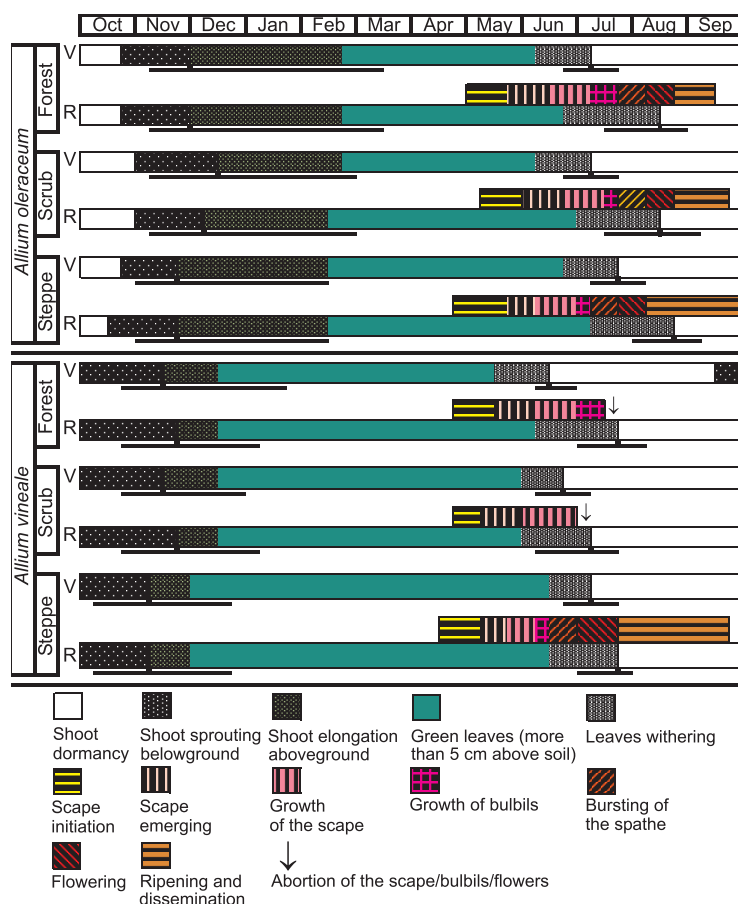 Oct Nov Dec Jan Feb Mar Apr May Jun Jul Aug Sep
Allium oleraceum
Forest
V
R
Scrub
V
R
Steppe
V
R
Allium vineale
Forest
V
R
Scrub
V
R
Steppe
V
R
Shoot
dormancy
Shoot sprouting
belowground
Shoot elongation
aboveground
Green leaves (more
than 5 cm above soil)
Leaves withering
Scape
initiation
Scape
emerging
Growth
of the scape
Growth of bulbils
Bursting of
the spathe
Flowering
Ripening and
dissemination
Abortion of the scape/bulbils/flowers